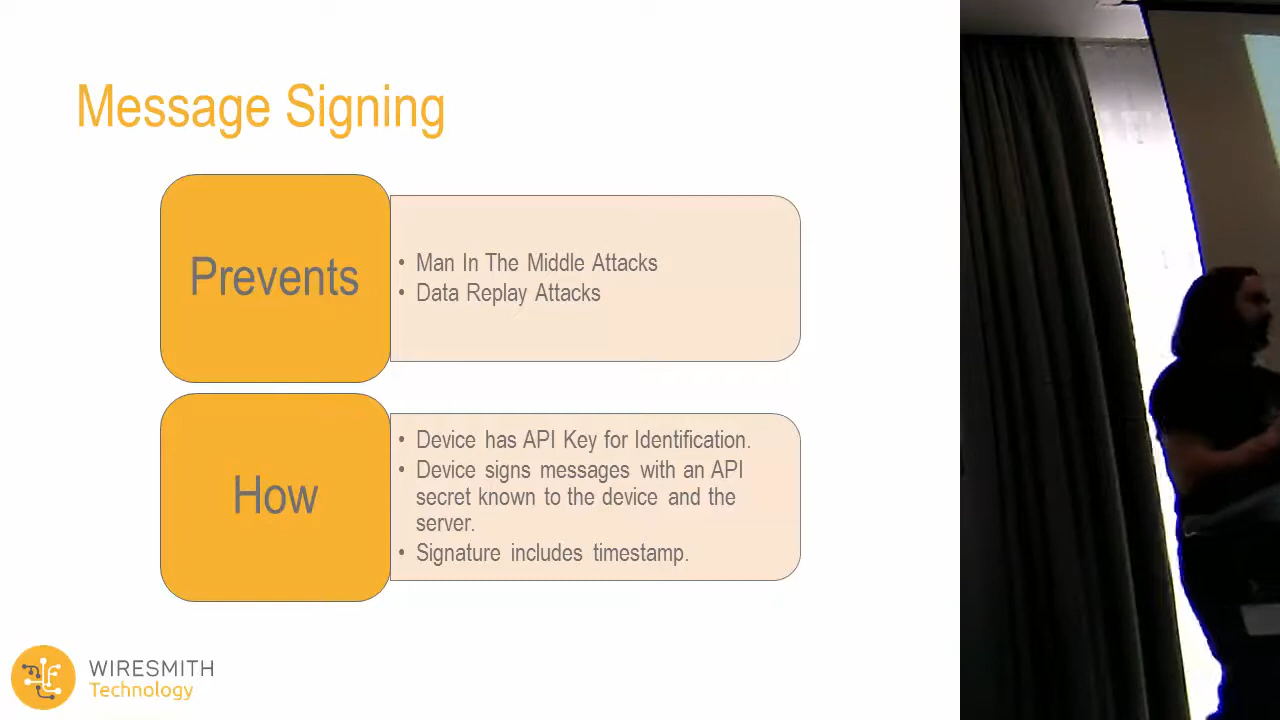 Message Signing
Prevents
• Man In The Middle Attacks
• Data Replay Attacks
How
• Device has API Key for Identification.
• Device signs messages with an API
secret known to the device and the
server.
• Signature includes timestamp.
WIRESMITH
Technology